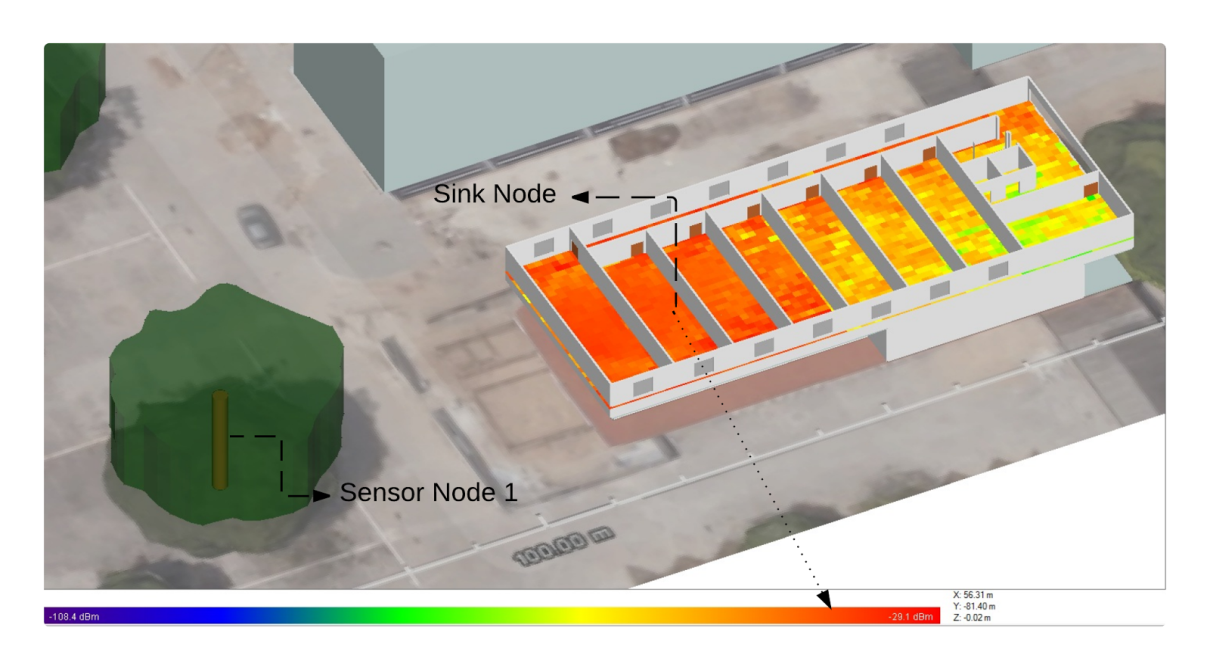 Sink Node
Sensor Node 1
100.00 m
-108.4 dBm
-29.1 dBm
X: 56.31 m
Y: -81.40 m
Z: -0.02 m